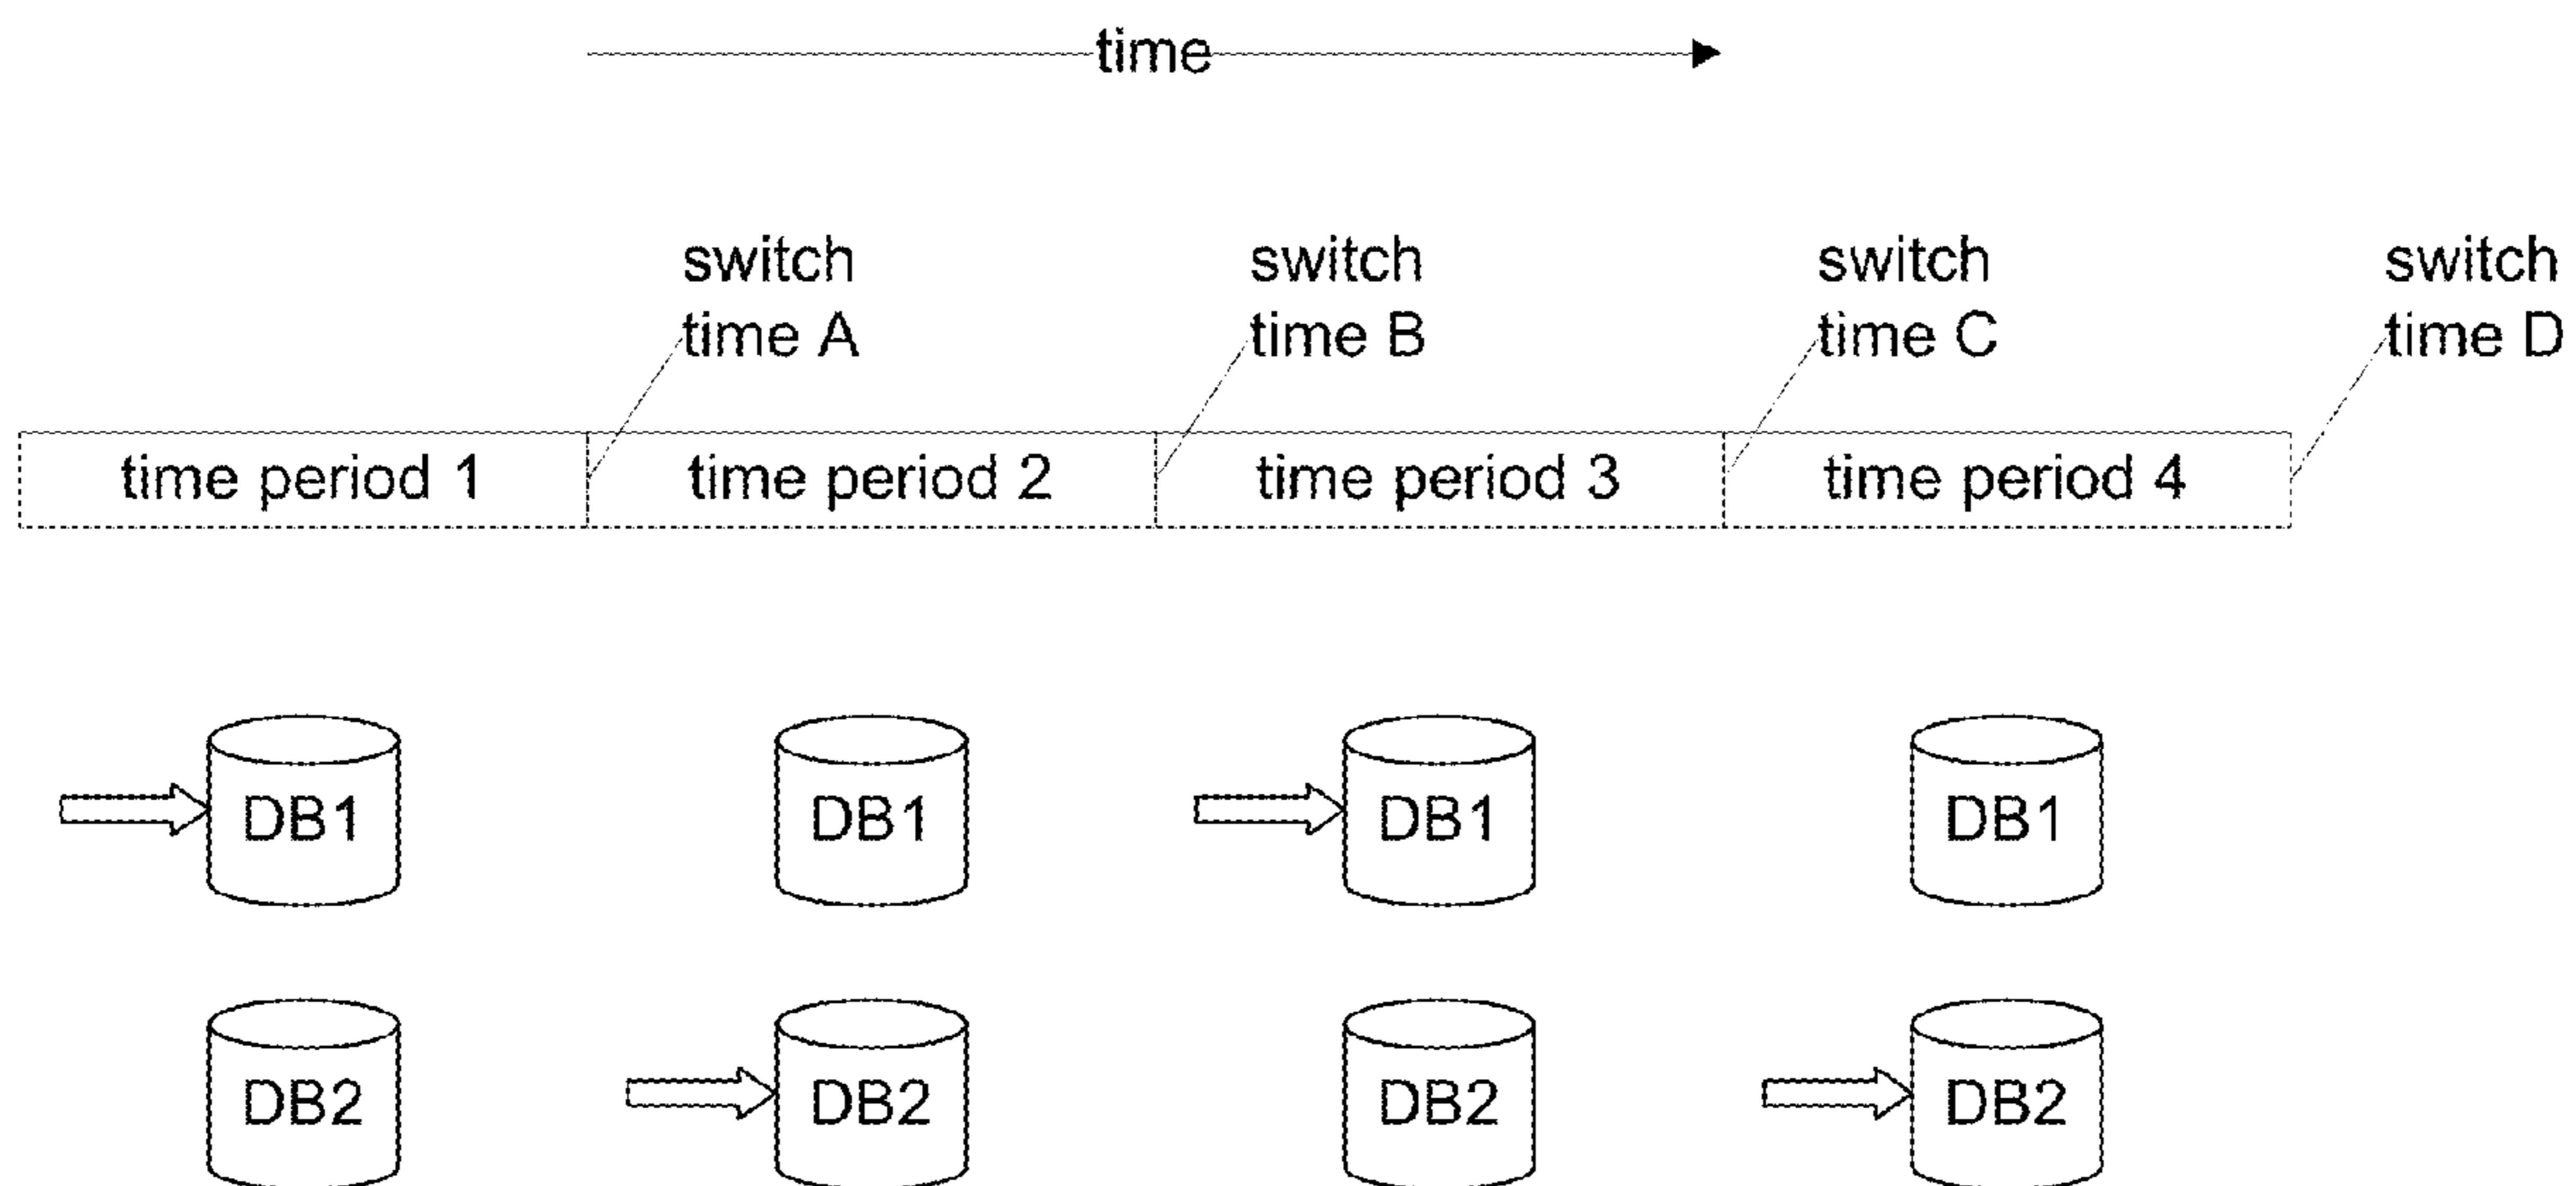 time
switch
time A
switch
time B
switch
time C
switch
time D
time period 1
time period 2
time period 3
time period 4
DB1
DB1
DB1
DB1
DB2
DB2
DB2
DB2